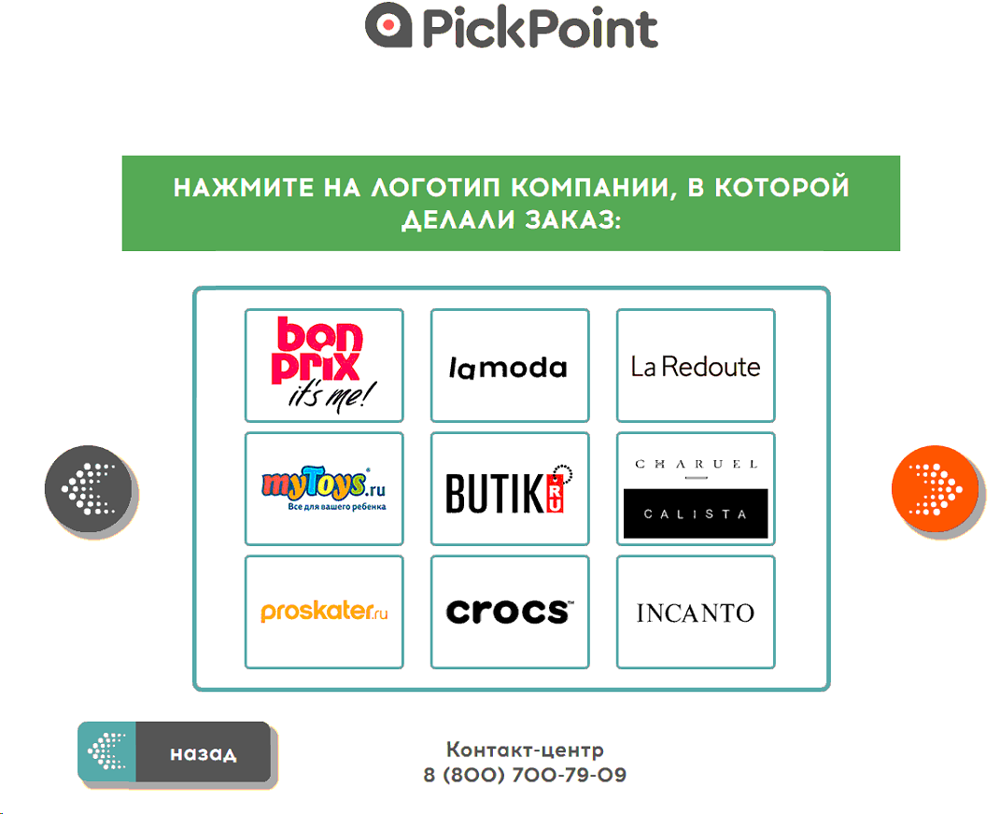 PickPoint
НАЖМИТЕ НА ЛОГОТИП КОМПАНИИ, В КОТОРОЙ
ДЕЛАЛИ ЗАКАЗ:
bon
prix
it's me!
lamoda
La Redoute
myToys.ru
Все для вашего ребенка
BUTIK
RU
CHARUEL
CALISTA
proskater.ru
crocs™
INCANTO
назад
Контакт-центр
8 (800) 700-79-09